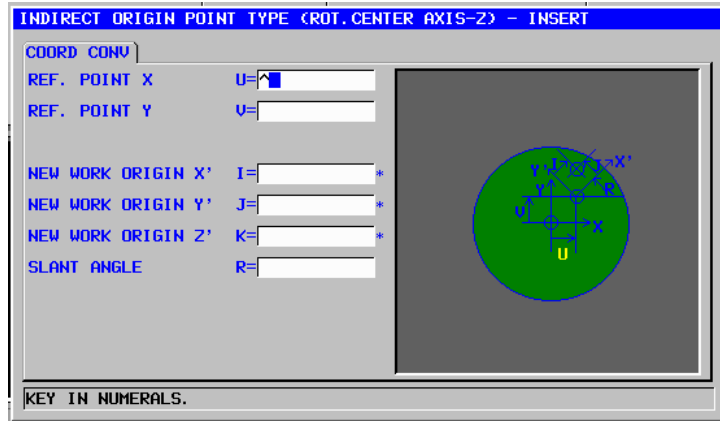 INDIRECT ORIGIN POINT TYPE (ROT.CENTER AXIS-Z) - INSERT
COORD CONV
REF. POINT X U=^
REF. POINT Y V=
NEW WORK ORIGIN X' I= *
NEW WORK ORIGIN Y' J= *
NEW WORK ORIGIN Z' K= *
SLANT ANGLE R=
Y' I J X'
Y R
V X
U
KEY IN NUMERALS.